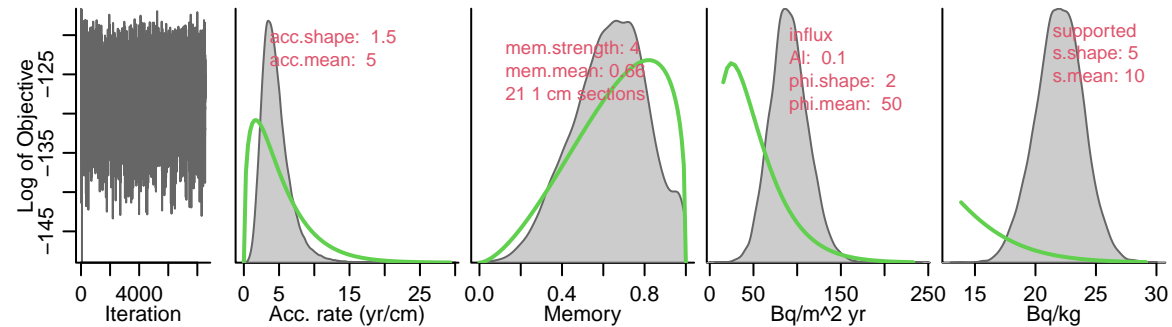 Log of Objective
−125
−135
−145
0
4000
Iteration
acc.shape: 1.5
acc.mean: 5
0
5
15
25
Acc. rate (yr/cm)
mem.strength: 4
mem.mean: 0.66
21 1 cm sections
0.0
0.4
0.8
Memory
influx
Al: 0.1
phi.shape: 2
phi.mean: 50
0
50
150
250
Bq/m^2 yr
supported
s.shape: 5
s.mean: 10
15
20
25
30
Bq/kg